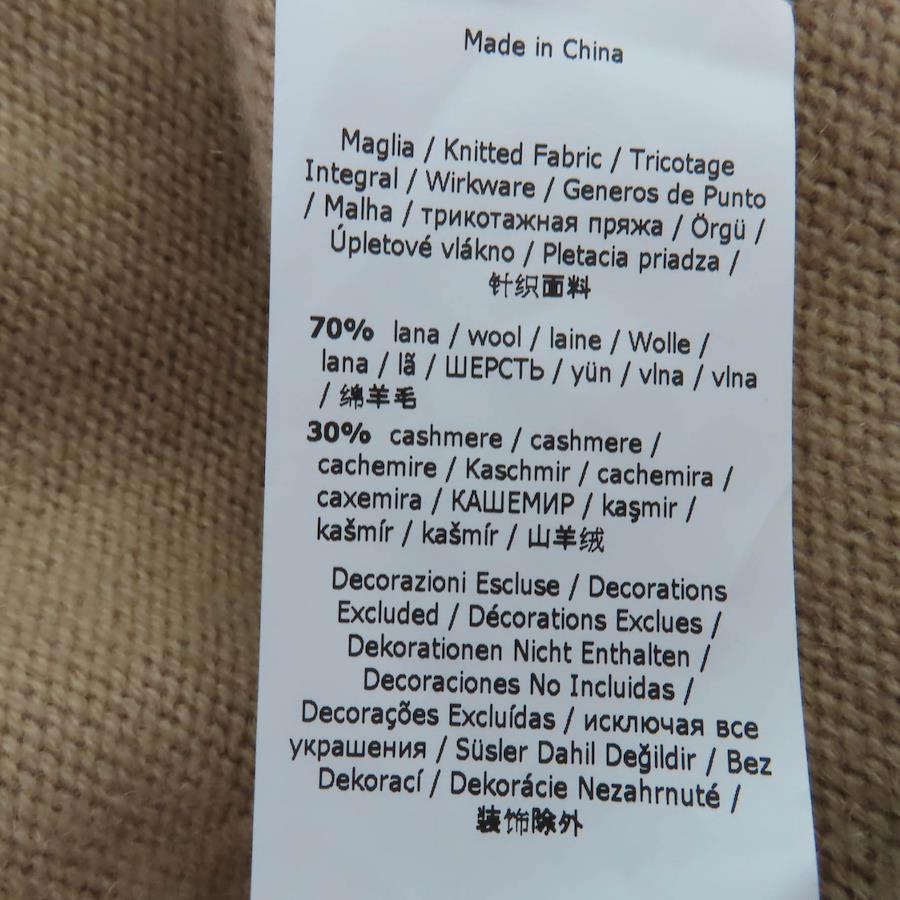 Made in China
Maglia / Knitted Fabric / Tricotage
Integral / Wirkware / Generos de Punto
/ Malha / трикотажная пряжа / Örgü /
Úpletové vlákno / Pletacia priadza /
针织面料
70% lana / wool / laine / Wolle /
lana / lã / ШЕРСТЬ / yün / vlna / vlna
/ 绵羊毛
30% cashmere / cashmere /
cachemire / Kaschmir / cachemira /
caxemira / КАШЕМИР / kaşmir /
kašmír / kašmír / 山羊绒
Decorazioni Escluse / Decorations
Excluded / Décorations Exclues /
Dekorationen Nicht Enthalten /
Decoraciones No Incluidas /
Decorações Excluídas / исключая все
украшения / Süsler Dahil Değildir / Bez
Dekorací / Dekorácie Nezahrnuté /
装饰除外